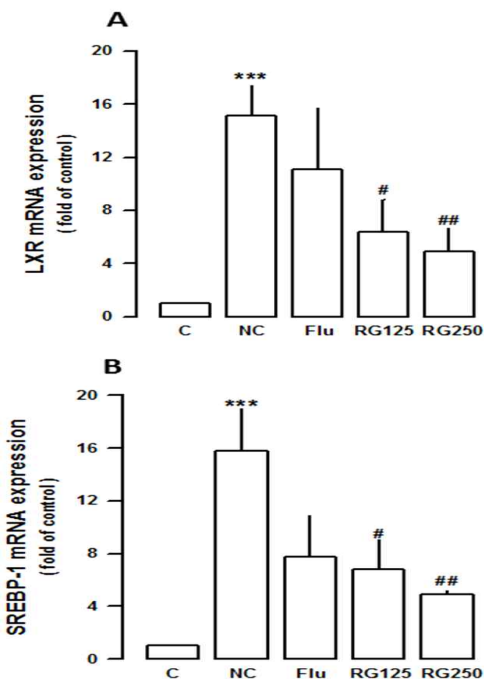 A
LXR mRNA expression
(fold of control)
20
16
12
8
4
0
***
#
##
C NC Flu RG125 RG250
B
SREBP-1 mRNA expression
(fold of control)
20
16
12
8
4
0
***
#
##
C NC Flu RG125 RG250